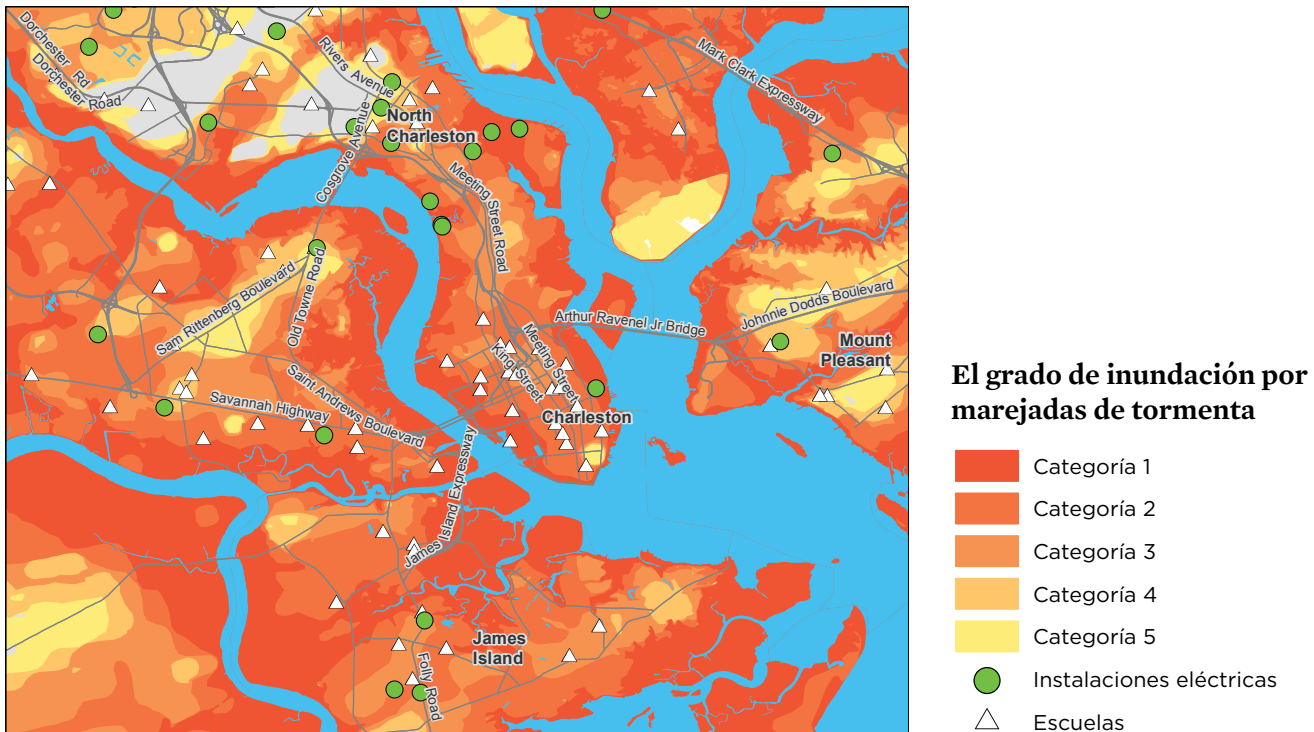 Dorchester Rd
Dorchester Road
Rivers Avenue
Mark Clark Expressway
North
Charleston
Cosgrove Avenue
Meeting Street Road
Sam Rittenberg Boulevard
Old Towne Road
Arthur Ravenel Jr Bridge
Johnnie Dodds Boulevard
Mount
Pleasant
Meeting Street
King Street
Saint Andrews Boulevard
Savannah Highway
Charleston
James Island Expressway
James
Island
Folly Road
El grado de inundación por
marejadas de tormenta
Categoría 1
Categoría 2
Categoría 3
Categoría 4
Categoría 5
Instalaciones eléctricas
Escuelas